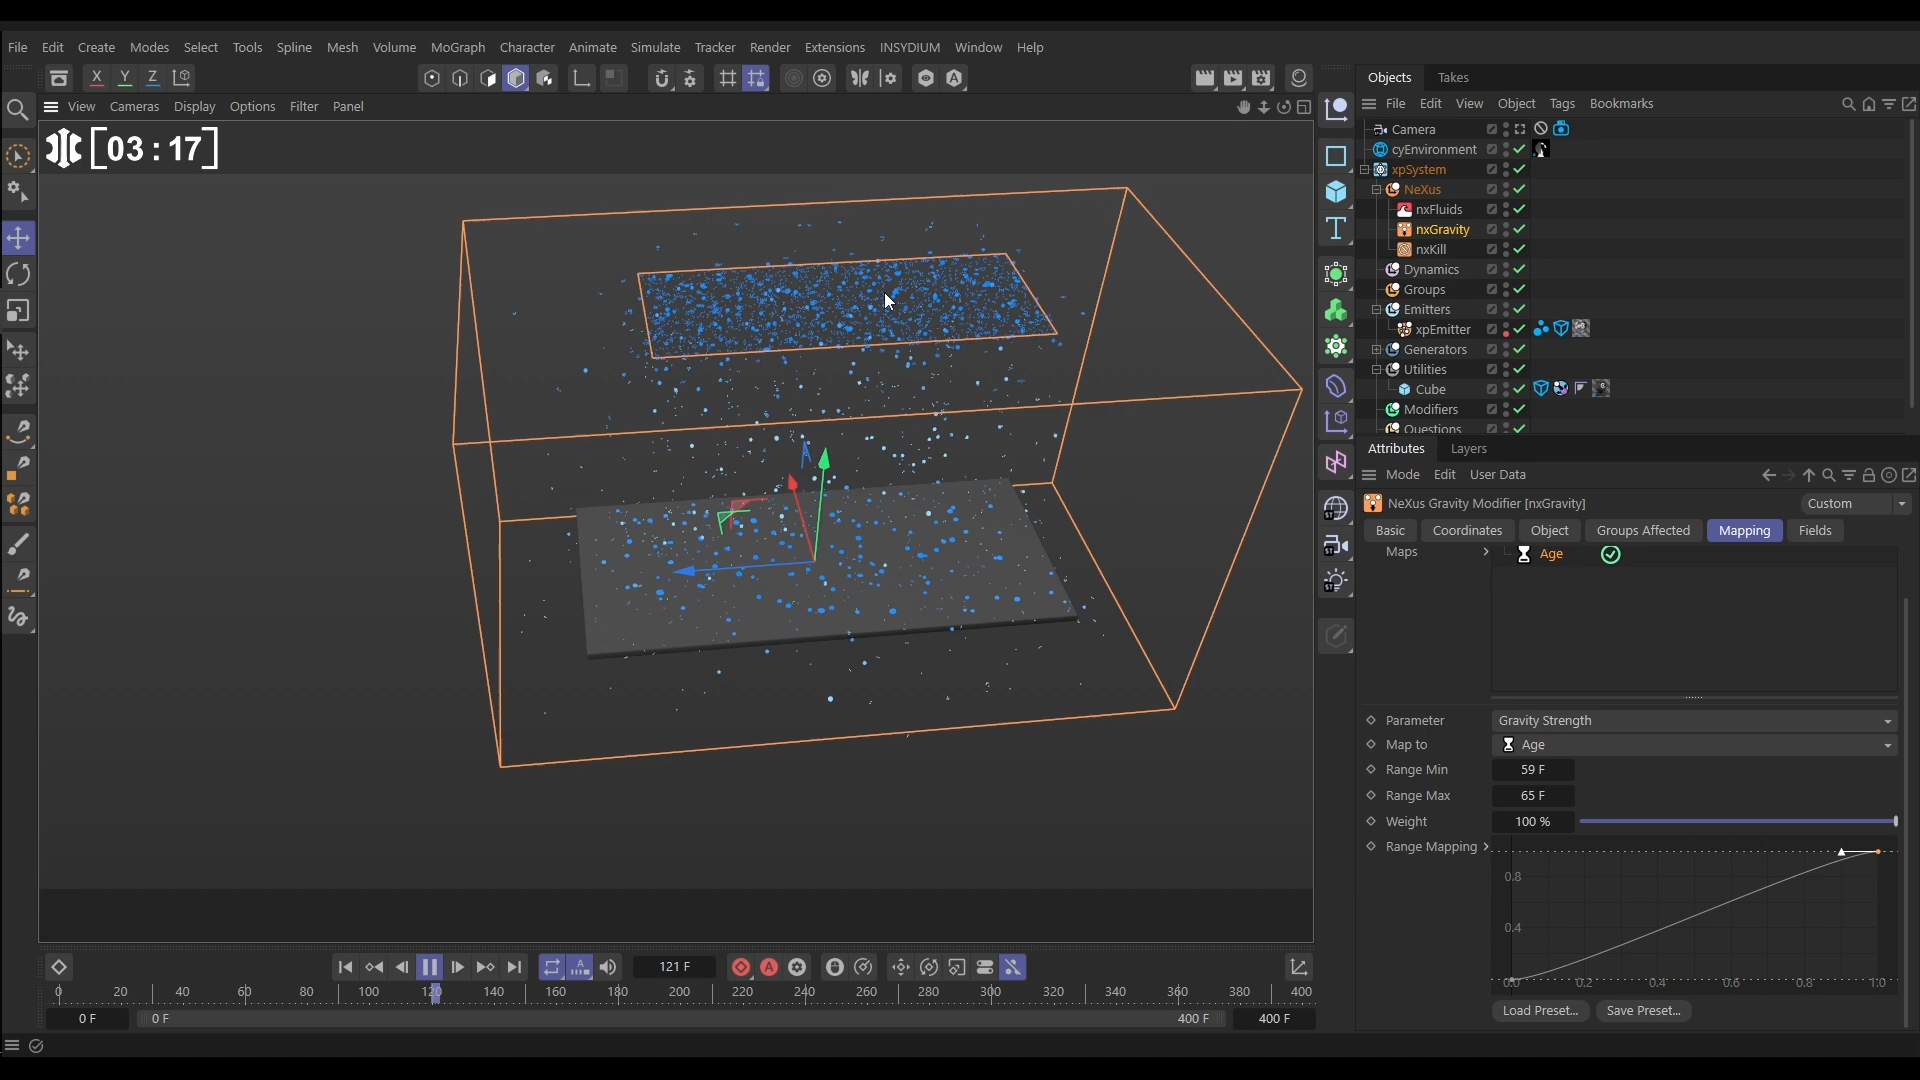 File Edit Create Modes Select Tools Spline Mesh Volume MoGraph Character Animate Simulate Tracker Render Extensions INSYDIUM Window Help
X Y Z
View Cameras Display Options Filter Panel
[03:17]
Objects Takes
File Edit View Object Tags Bookmarks
Camera
cyEnvironment
xpSystem
NeXus
nxFluids
nxGravity
nxKill
Dynamics
Groups
Emitters
xpEmitter
Generators
Utilities
Cube
Modifiers
Questions
Attributes Layers
Mode Edit User Data
NeXus Gravity Modifier [nxGravity] Custom
Basic Coordinates Object Groups Affected Mapping Fields
Maps Age
Parameter Gravity Strength
Map to Age
Range Min 59 F
Range Max 65 F
Weight 100 %
Range Mapping
0.8
0.4
0.0 0.2 0.4 0.6 0.8 1.0
Load Preset... Save Preset...
121 F
0 20 40 60 80 100 120 140 160 180 200 220 240 260 280 300 320 340 360 380 400
0 F 0 F 400 F 400 F